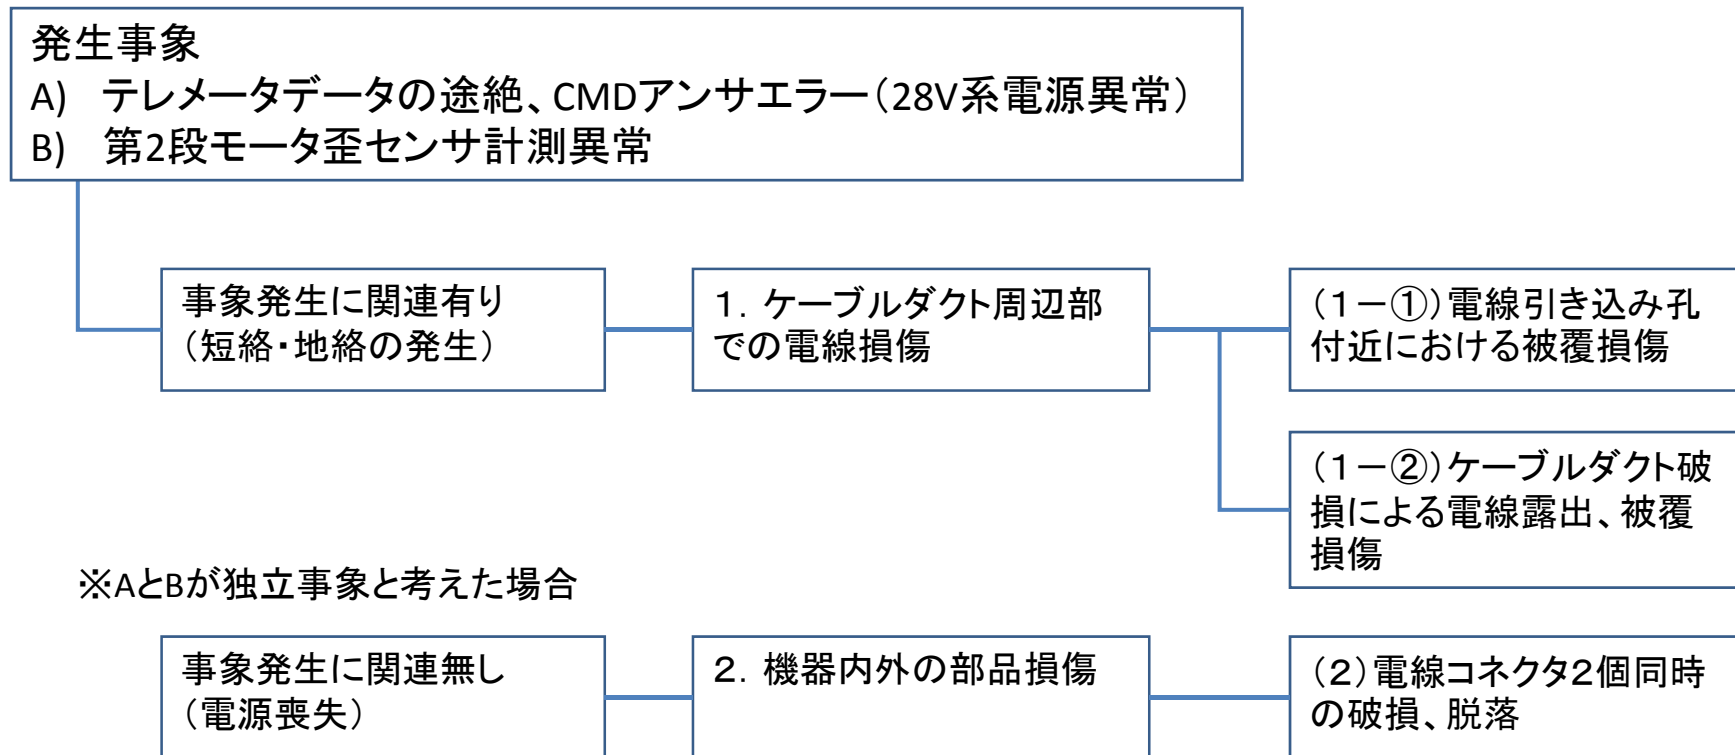 発生事象
A) テレメータデータの途絶、CMDアンサエラー（28V系電源異常）
B) 第2段モータ歪センサ計測異常
事象発生に関連有り
（短絡・地絡の発生）
１．ケーブルダクト周辺部
での電線損傷
（１－①）電線引き込み孔
付近における被覆損傷
（１－②）ケーブルダクト破
損による電線露出、被覆
損傷
※AとBが独立事象と考えた場合
事象発生に関連無し
（電源喪失）
２．機器内外の部品損傷
（２）電線コネクタ２個同時
の破損、脱落